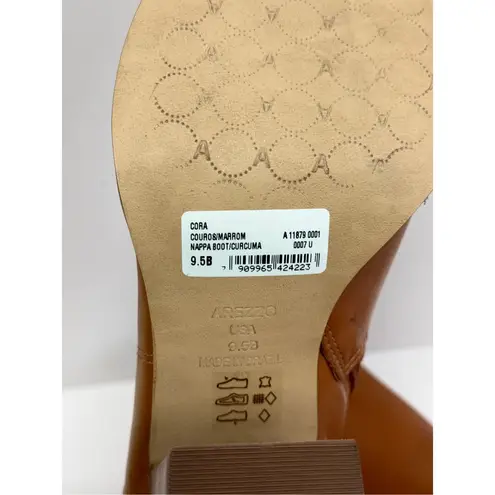 A A A A
A A A
CORA
COUROS/MARROM A 11879 0001
NAPPA BOOT/CURCUMA 0007 U
9.5B 7 909965 424223
AREZZO
USA
9.5B